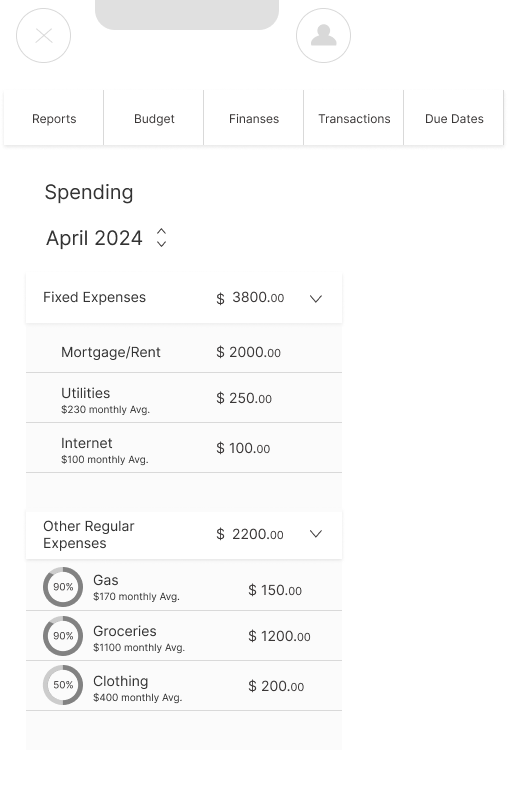 Reports Budget Finanses Transactions Due Dates
Spending
April 2024
Fixed Expenses $ 3800.00
Mortgage/Rent $ 2000.00
Utilities $ 250.00
$230 monthly Avg.
Internet $ 100.00
$100 monthly Avg.
Other Regular
Expenses $ 2200.00
90% Gas $ 150.00
$170 monthly Avg.
90% Groceries $ 1200.00
$1100 monthly Avg.
50% Clothing $ 200.00
$400 monthly Avg.